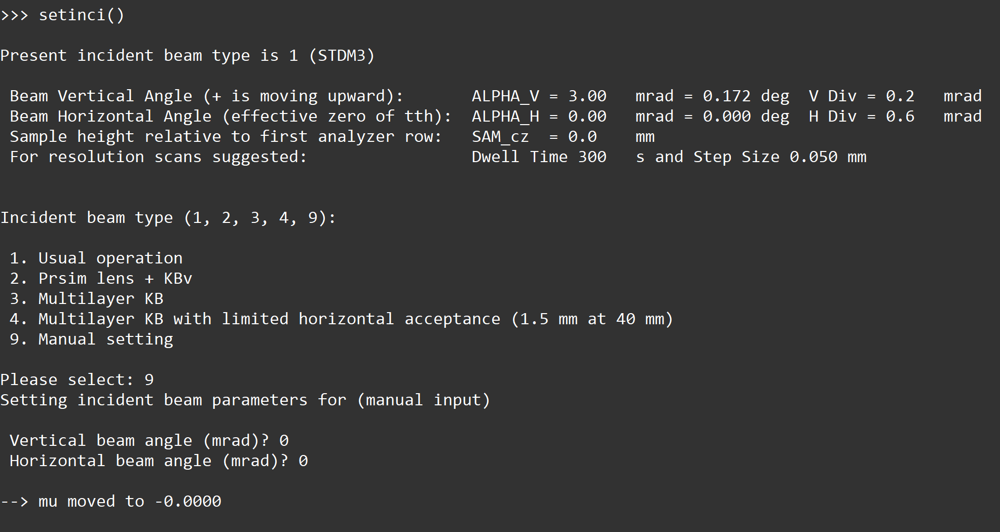 >>> setinci()
Present incident beam type is 1 (STDM3)
Beam Vertical Angle (+ is moving upward): ALPHA_V = 3.00 mrad = 0.172 deg V Div = 0.2 mrad
Beam Horizontal Angle (effective zero of tth): ALPHA_H = 0.00 mrad = 0.000 deg H Div = 0.6 mrad
Sample height relative to first analyzer row: SAM_cz = 0.0 mm
For resolution scans suggested: Dwell Time 300 s and Step Size 0.050 mm
Incident beam type (1, 2, 3, 4, 9):
1. Usual operation
2. Prsim lens + KBv
3. Multilayer KB
4. Multilayer KB with limited horizontal acceptance (1.5 mm at 40 mm)
9. Manual setting
Please select: 9
Setting incident beam parameters for (manual input)
Vertical beam angle (mrad)? 0
Horizontal beam angle (mrad)? 0
--> mu moved to -0.0000